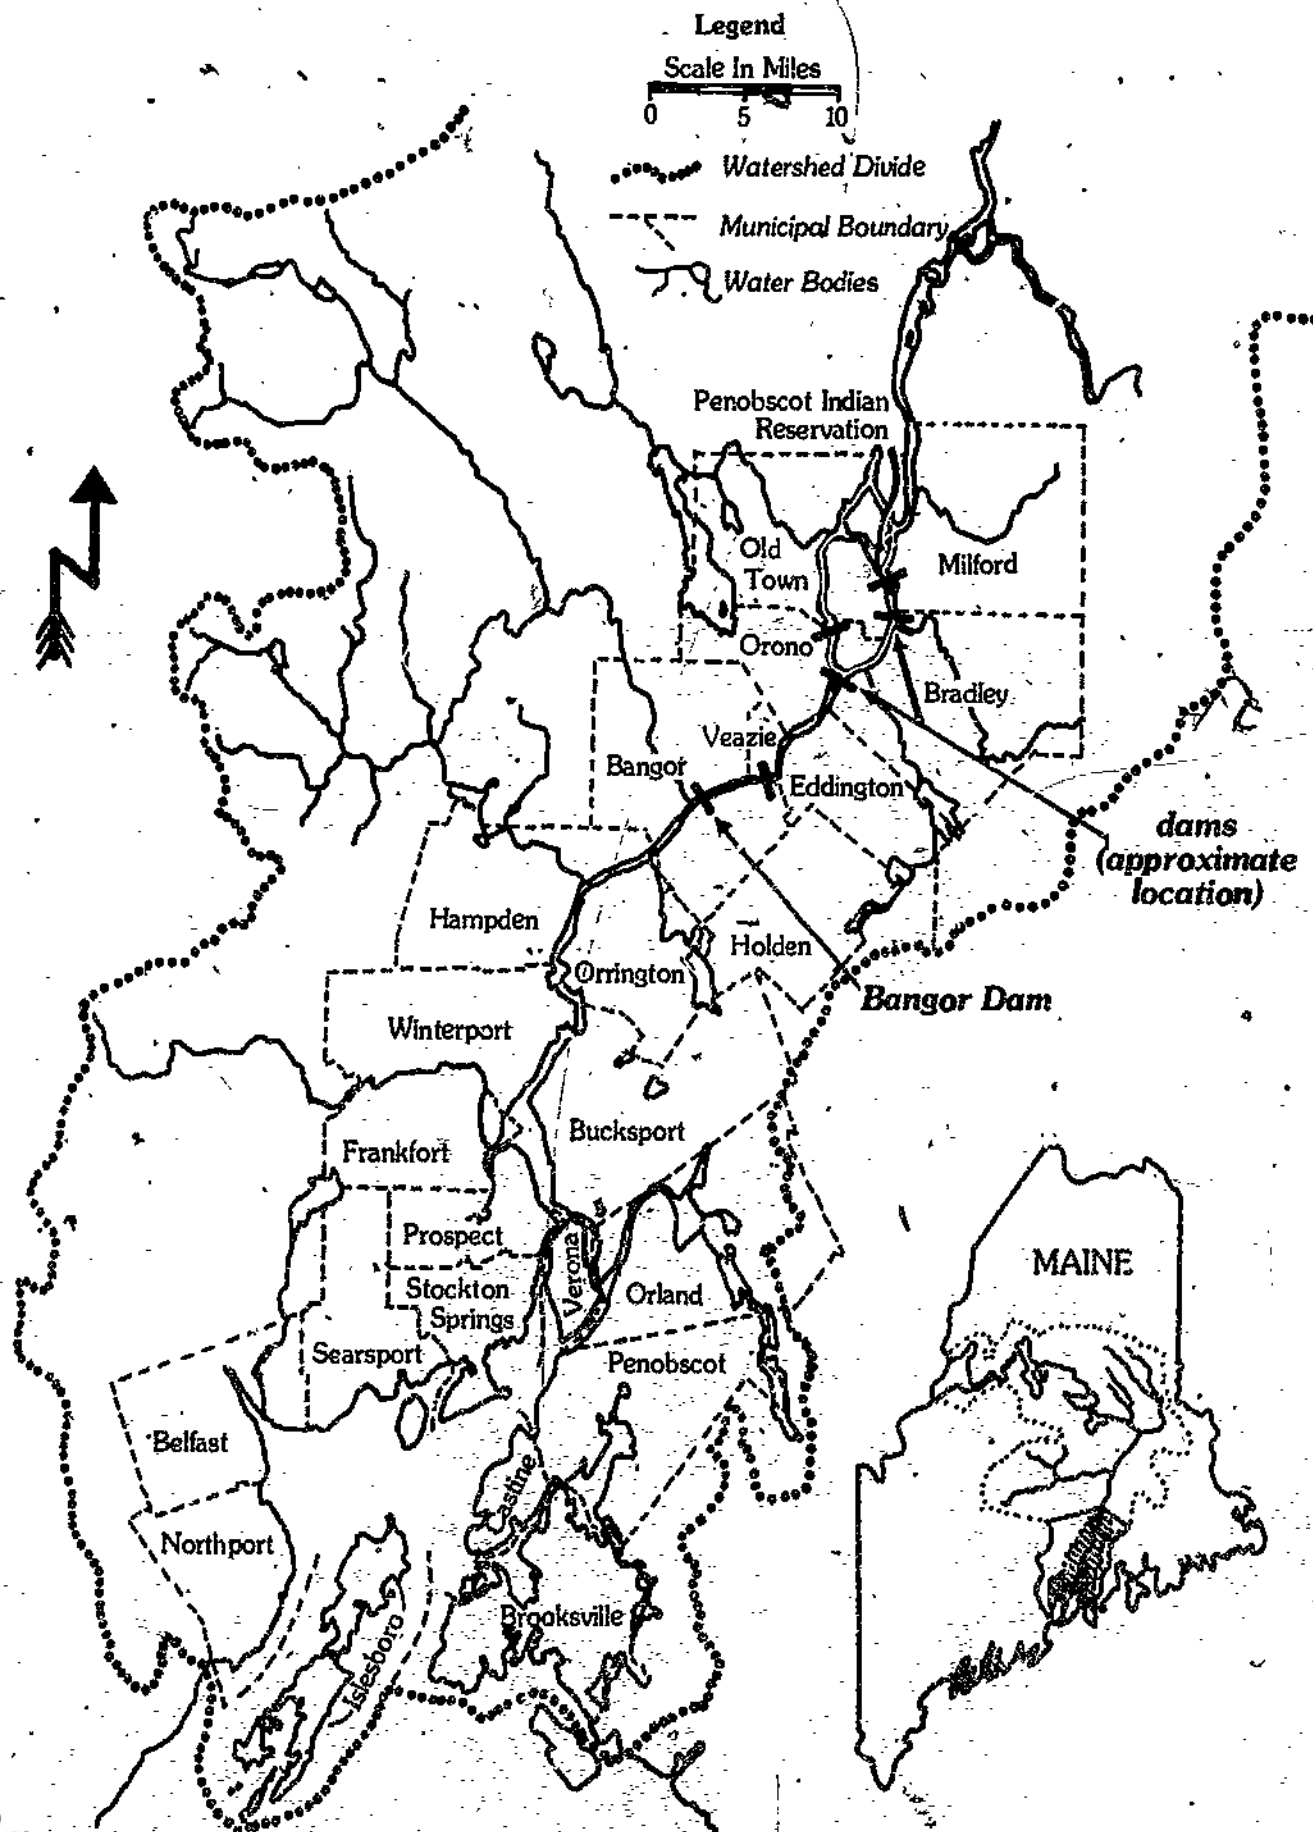 Legend
Scale In Miles
0 5 10
Watershed Divide
Municipal Boundary
Water Bodies
Penobscot Indian
Reservation
Old
Town
Milford
Orono
Bradley
Veazie
Bangor
Eddington
dams
(approximate
location)
Hampden
Holden
Orrington
Bangor Dam
Winterport
Bucksport
Frankfort
Prospect
Verona
MAINE
Stockton
Springs
Orland
Searsport
Penobscot
Belfast
Castine
Northport
Brooksville
Islesboro